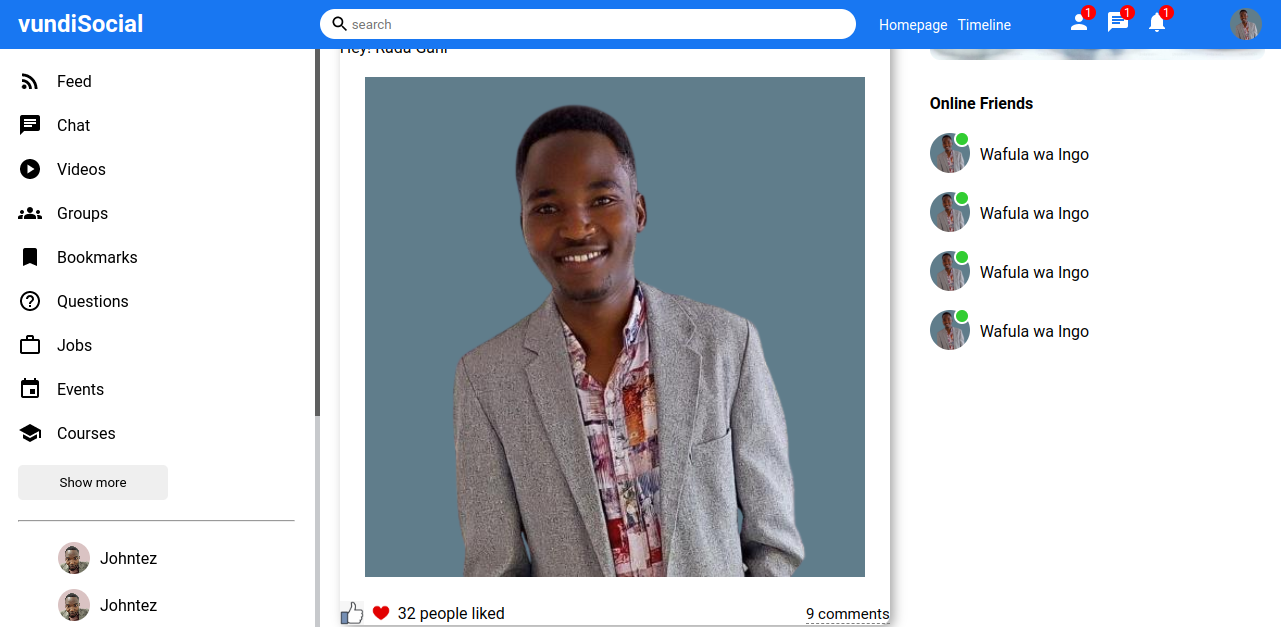 vundiSocial
search
Homepage Timeline
1 1 1
Feed
Chat
Videos
Groups
Bookmarks
Questions
Jobs
Events
Courses
Show more
Johntez
Johntez
32 people liked
9 comments
Online Friends
Wafula wa Ingo
Wafula wa Ingo
Wafula wa Ingo
Wafula wa Ingo